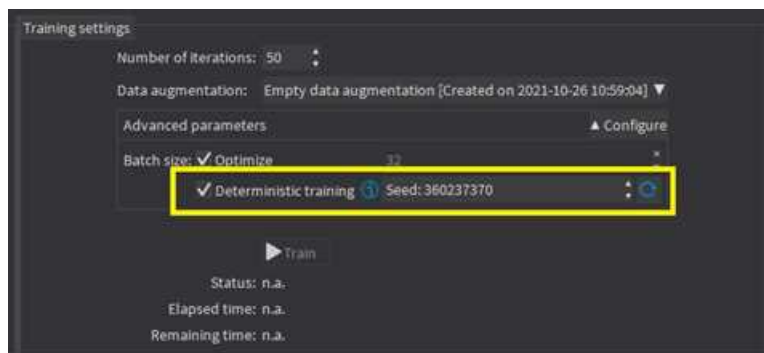 Training settings
Number of iterations: 50
Data augmentation: Empty data augmentation [Created on 2021-10-26 10:59:04]
Advanced parameters Configure
Batch size: Optimize 32
Deterministic training Seed: 360237370
Train
Status: n.a.
Elapsed time: n.a.
Remaining time: n.a.